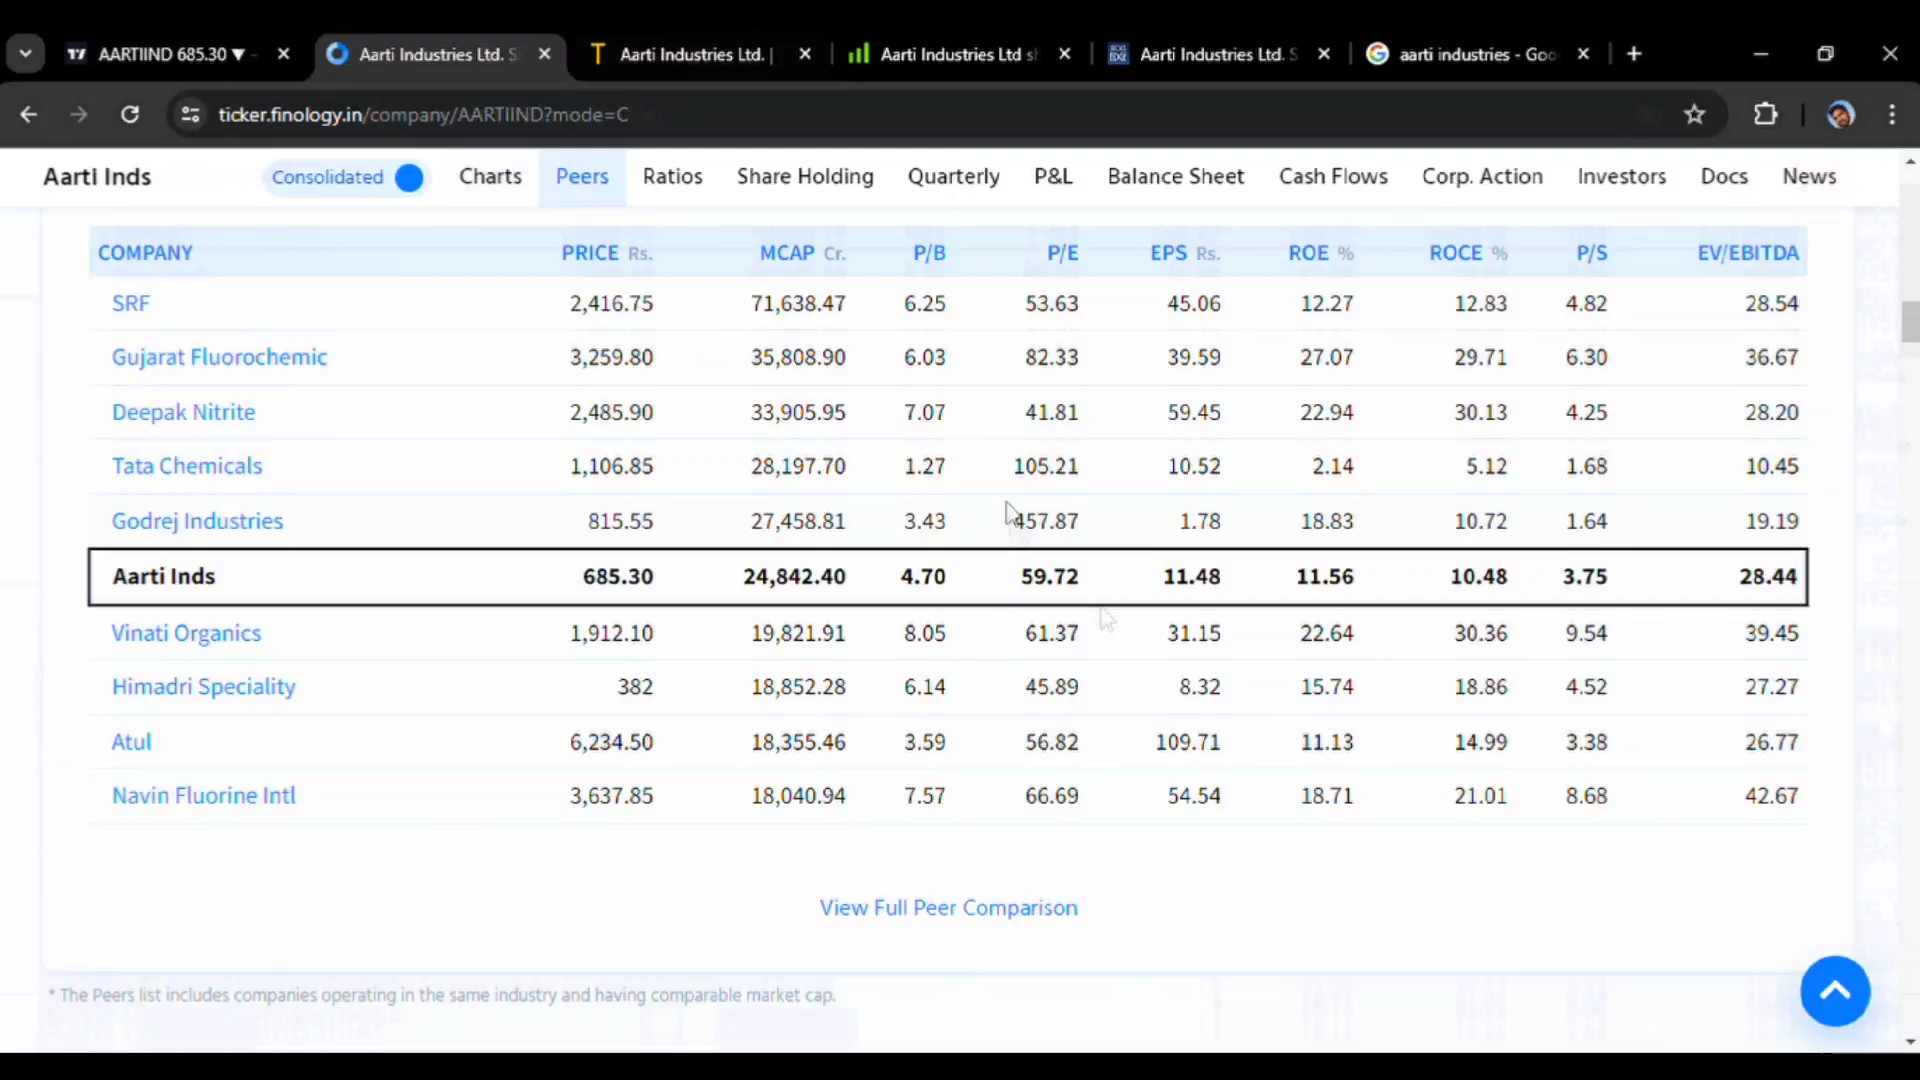 AARTIIND 685.30 ▼
Aarti Industries Ltd. S
Aarti Industries Ltd. |
Aarti Industries Ltd sh
Aarti Industries Ltd. S
aarti industries - Goo
ticker.finology.in/company/AARTIIND?mode=C
Aarti Inds Consolidated Charts Peers Ratios Share Holding Quarterly P&L Balance Sheet Cash Flows Corp. Action Investors Docs News
COMPANY PRICE Rs. MCAP Cr. P/B P/E EPS Rs. ROE % ROCE % P/S EV/EBITDA
SRF 2,416.75 71,638.47 6.25 53.63 45.06 12.27 12.83 4.82 28.54
Gujarat Fluorochemic 3,259.80 35,808.90 6.03 82.33 39.59 27.07 29.71 6.30 36.67
Deepak Nitrite 2,485.90 33,905.95 7.07 41.81 59.45 22.94 30.13 4.25 28.20
Tata Chemicals 1,106.85 28,197.70 1.27 105.21 10.52 2.14 5.12 1.68 10.45
Godrej Industries 815.55 27,458.81 3.43 457.87 1.78 18.83 10.72 1.64 19.19
Aarti Inds 685.30 24,842.40 4.70 59.72 11.48 11.56 10.48 3.75 28.44
Vinati Organics 1,912.10 19,821.91 8.05 61.37 31.15 22.64 30.36 9.54 39.45
Himadri Speciality 382 18,852.28 6.14 45.89 8.32 15.74 18.86 4.52 27.27
Atul 6,234.50 18,355.46 3.59 56.82 109.71 11.13 14.99 3.38 26.77
Navin Fluorine Intl 3,637.85 18,040.94 7.57 66.69 54.54 18.71 21.01 8.68 42.67
View Full Peer Comparison
* The Peers list includes companies operating in the same industry and having comparable market cap.